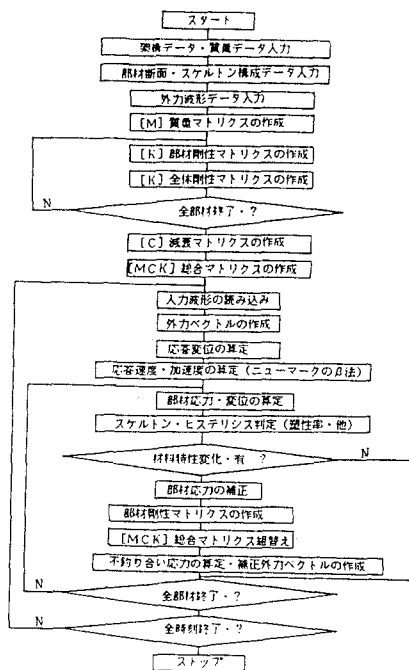 スタート
架構データ・質量データ入力
部材断面・スケルトン構成データ入力
外力波形データ入力
[M] 質量マトリクスの作成
[K] 部材剛性マトリクスの作成
[K] 全体剛性マトリクスの作成
N
全部材終了・?
[C] 減衰マトリクスの作成
[MCK] 総合マトリクスの作成
入力波形の読み込み
外力ベクトルの作成
応答変位の算定
応答速度・加速度の算定 (ニューマークのβ法)
部材応力・変位の算定
スケルトン・ヒステリシス判定 (塑性率・他)
材料特性変化・有 ?
N
部材応力の補正
部材剛性マトリクスの作成
[MCK] 総合マトリクス組替え
不釣り合い応力の算定・補正外力ベクトルの作成
N
全部材終了・?
N
全時刻終了・?
ストップ